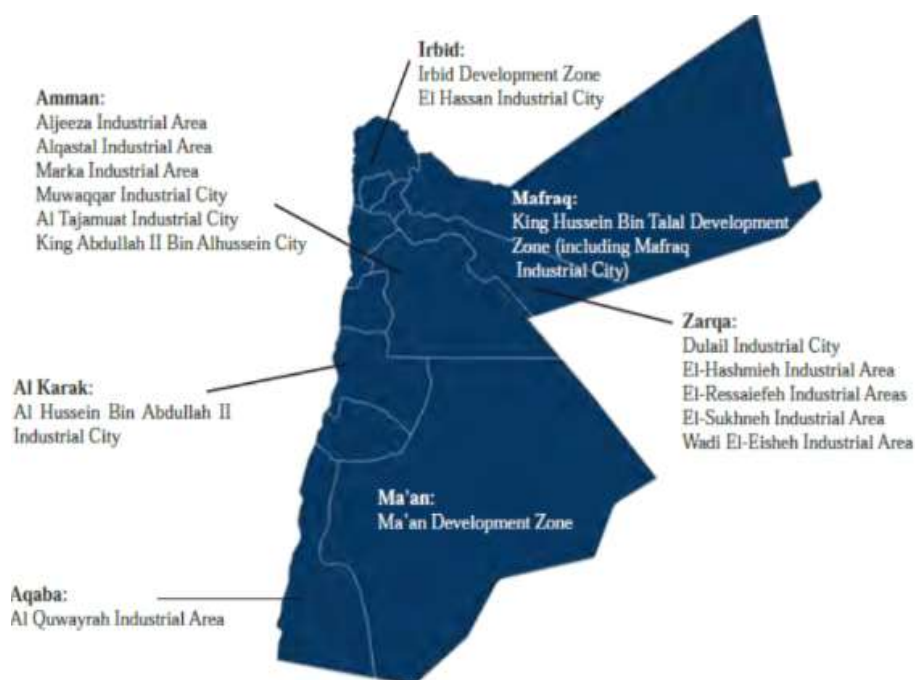 Irbid:
Irbid Development Zone
El Hassan Industrial City
Amman:
Aljeeza Industrial Area
Alqastal Industrial Area
Marka Industrial Area
Muwaqqar Industrial City
Al Tajamuat Industrial City
King Abdullah II Bin Alhussein City
Mafraq:
King Hussein Bin Talal Development
Zone (including Mafraq
Industrial City)
Zarqa:
Dulail Industrial City
El-Hashmieh Industrial Area
El-Ressaiefeh Industrial Areas
El-Sukhneh Industrial Area
Wadi El-Eisheh Industrial Area
Al Karak:
Al Hussein Bin Abdullah II
Industrial City
Ma'an:
Ma'an Development Zone
Aqaba:
Al Quwayrah Industrial Area